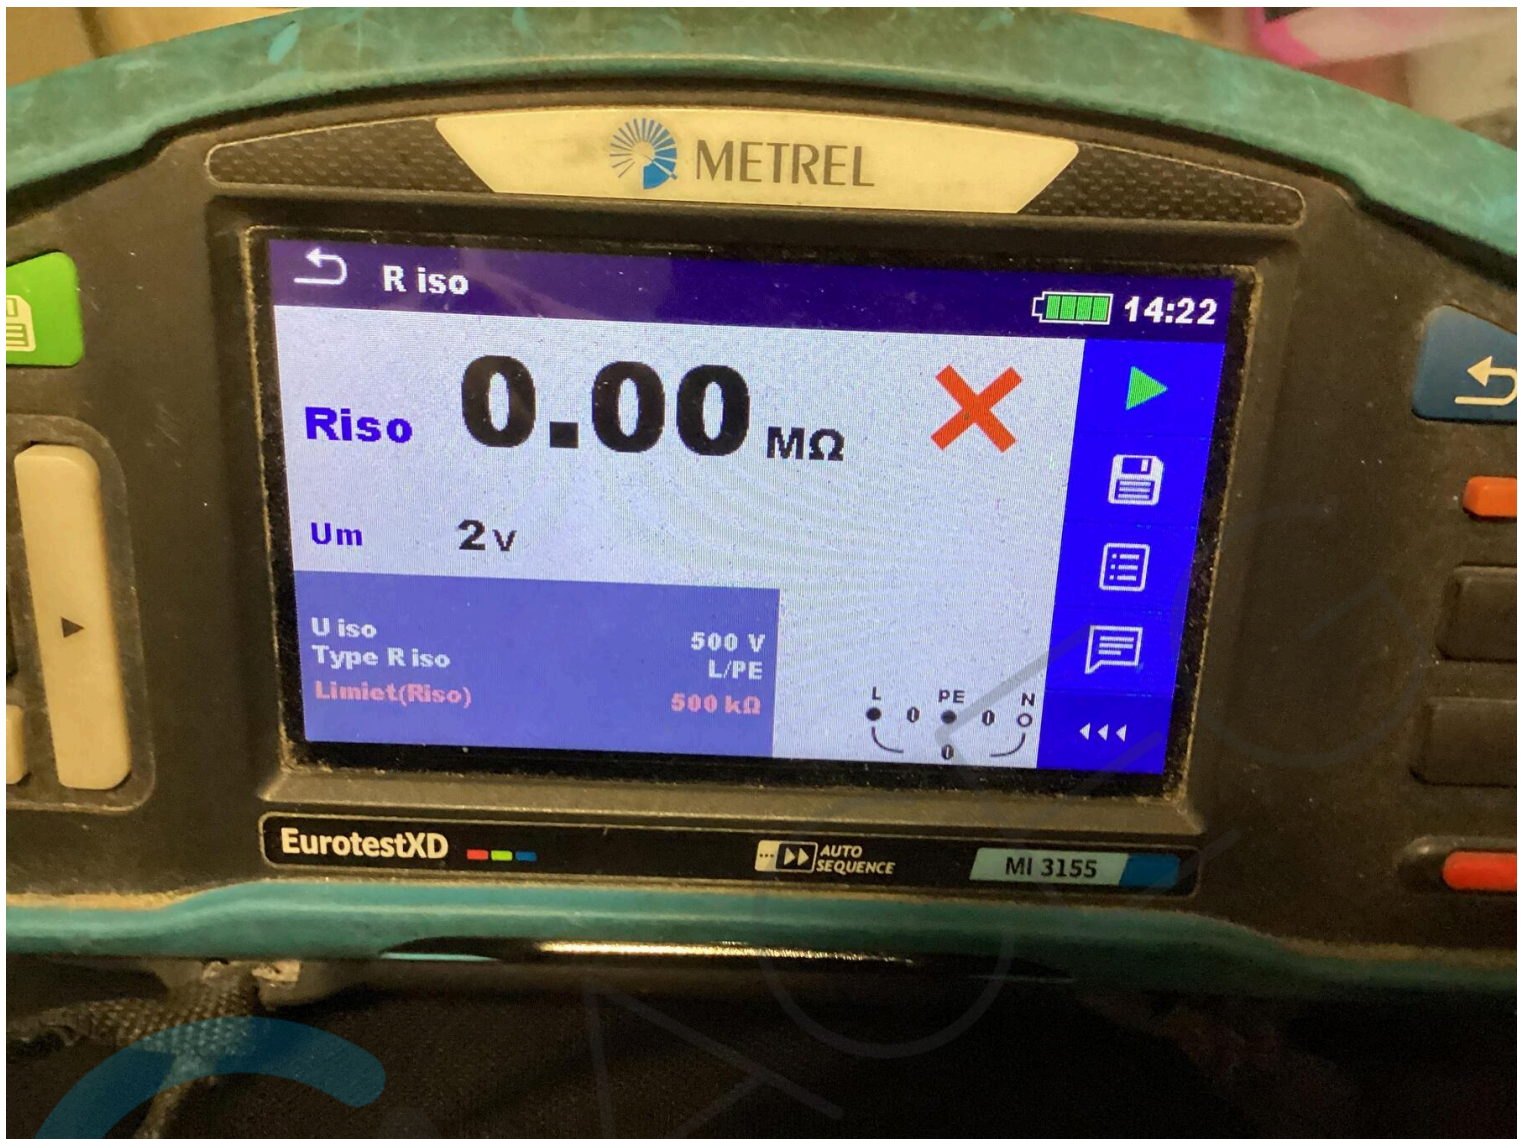 METREL
R iso
14:22
Riso 0.00 MΩ
Um 2 V
U iso 500 V
Type R iso L/PE
Limiet(Riso) 500 kΩ
L PE N
0 0
0
EurotestXD
AUTO
SEQUENCE
MI 3155